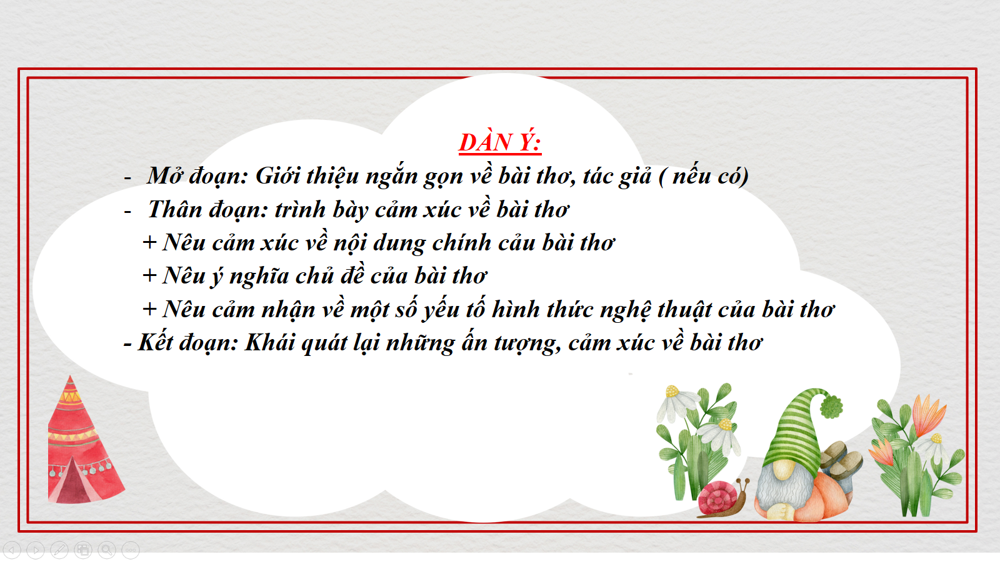 DÀN Ý:
- Mở đoạn: Giới thiệu ngắn gọn về bài thơ, tác giả ( nếu có)
- Thân đoạn: trình bày cảm xúc về bài thơ
+ Nêu cảm xúc về nội dung chính cảu bài thơ
+ Nêu ý nghĩa chủ đề của bài thơ
+ Nêu cảm nhận về một số yếu tố hình thức nghệ thuật của bài thơ
- Kết đoạn: Khái quát lại những ấn tượng, cảm xúc về bài thơ